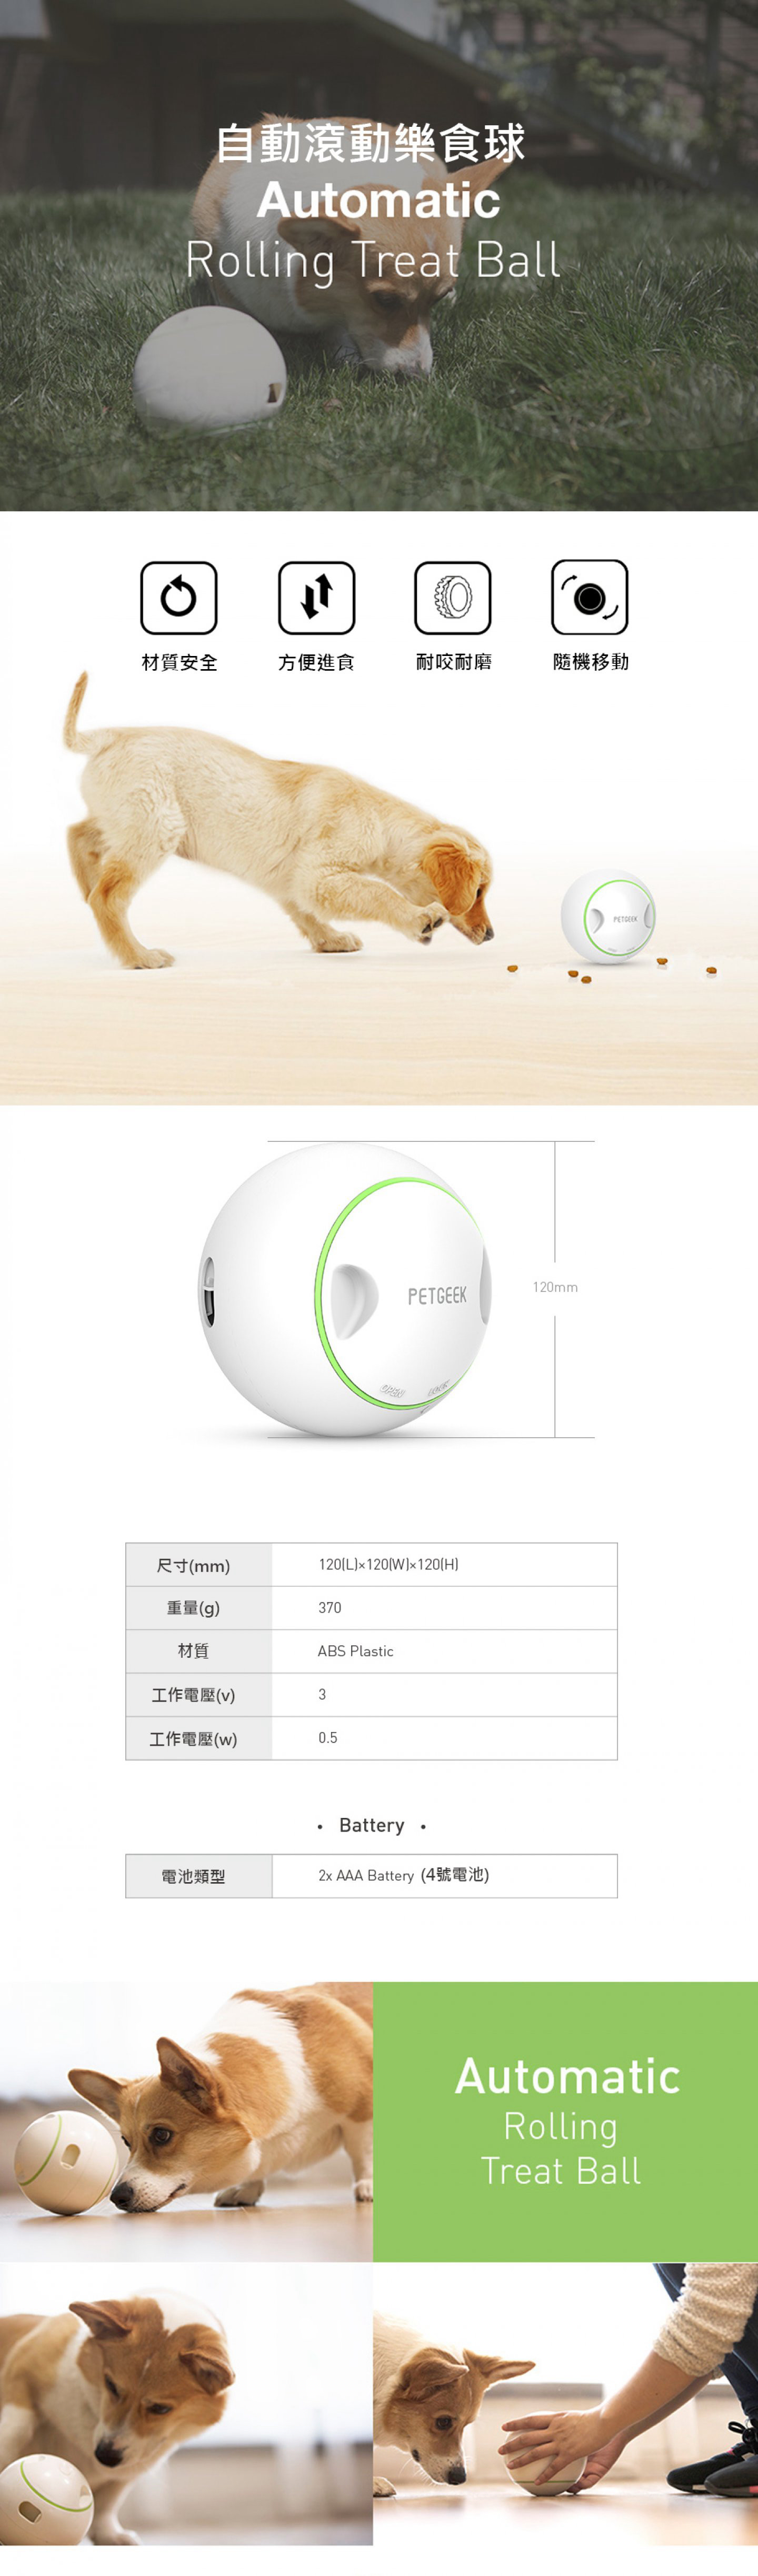 自動滾動樂食球
Automatic
Rolling Treat Ball
材質安全
方便進食
耐咬耐磨
隨機移動
PETGEEK
PETGEEK
OPEN
LOCK
120mm
尺寸(mm)
120(L)×120(W)×120(H)
重量(g)
370
材質
ABS Plastic
工作電壓(v)
3
工作電壓(w)
0.5
• Battery •
電池類型
2x AAA Battery (4號電池)
Automatic
Rolling
Treat Ball